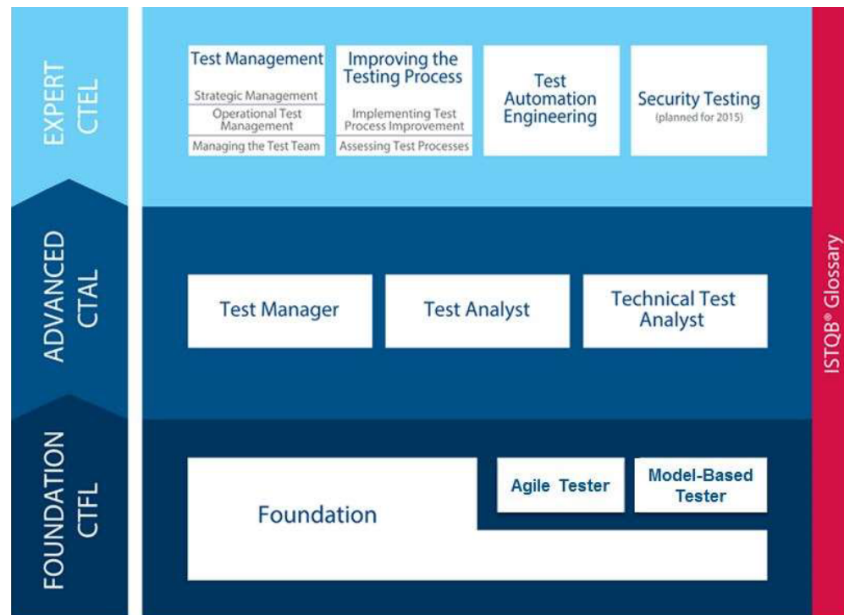 EXPERT
CTEL
Test Management
Strategic Management
Operational Test
Management
Managing the Test Team
Improving the
Testing Process
Implementing Test
Process Improvement
Assessing Test Processes
Test
Automation
Engineering
Security Testing
(planned for 2015)
ADVANCED
CTAL
Test Manager
Test Analyst
Technical Test
Analyst
FOUNDATION
CTFL
Foundation
Agile Tester
Model-Based
Tester
ISTQB® Glossary